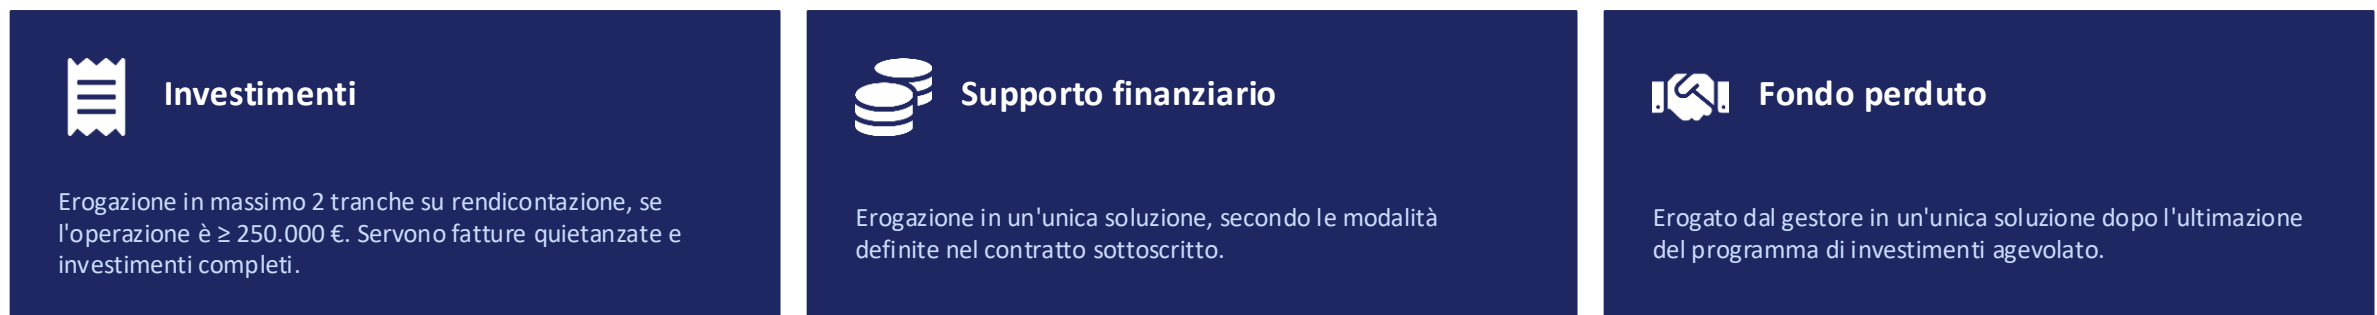 Investimenti
Erogazione in massimo 2 tranche su rendicontazione, se
l'operazione è ≥ 250.000 €. Servono fatture quietanzate e
investimenti completi.
Supporto finanziario
Erogazione in un'unica soluzione, secondo le modalità
definite nel contratto sottoscritto.
Fondo perduto
Erogato dal gestore in un'unica soluzione dopo l'ultimazione
del programma di investimenti agevolato.